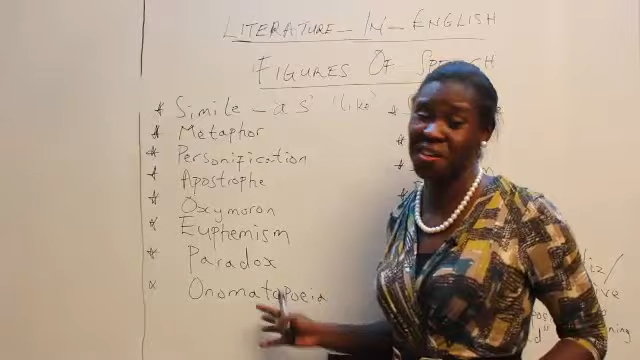 LITERATURE-IN-ENGLISH
FIGURES OF SPEECH
* Simile - as' 'like'
* Metaphor
* Personification
* Apostrophe
* Oxymoron
* Euphemism
* Paradox
* Onomatopoeia